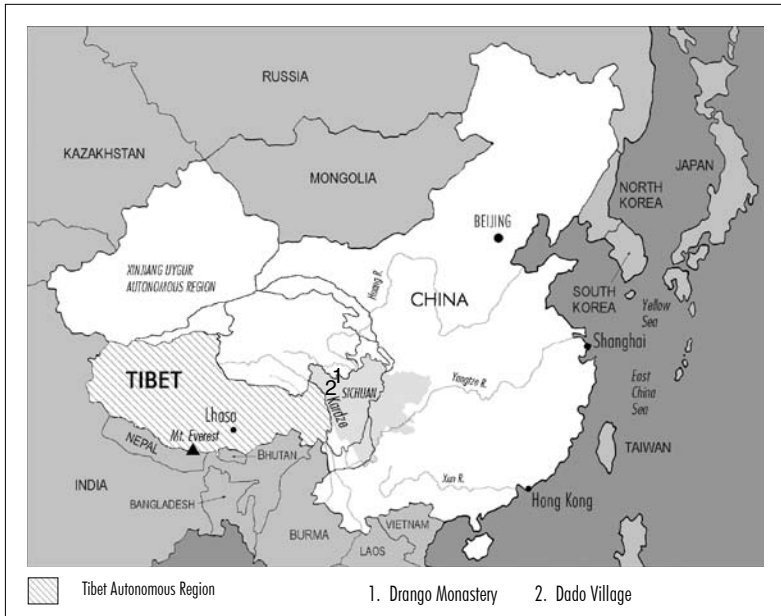 RUSSIA
KAZAKHSTAN
MONGOLIA
JAPAN
NORTH
KOREA
BEIJING
XINJIANG UYGUR
AUTONOMOUS REGION
Huang R.
CHINA
SOUTH
KOREA
Yellow
Sea
Shanghai
TIBET
1
2
SICHUAN
Kardze
Yangtze R.
East
China
Sea
Lhasa
Mt. Everest
NEPAL
BHUTAN
TAIWAN
INDIA
BANGLADESH
Xun R.
Hong Kong
BURMA
VIETNAM
LAOS
Tibet Autonomous Region
1. Drango Monastery
2. Dado Village